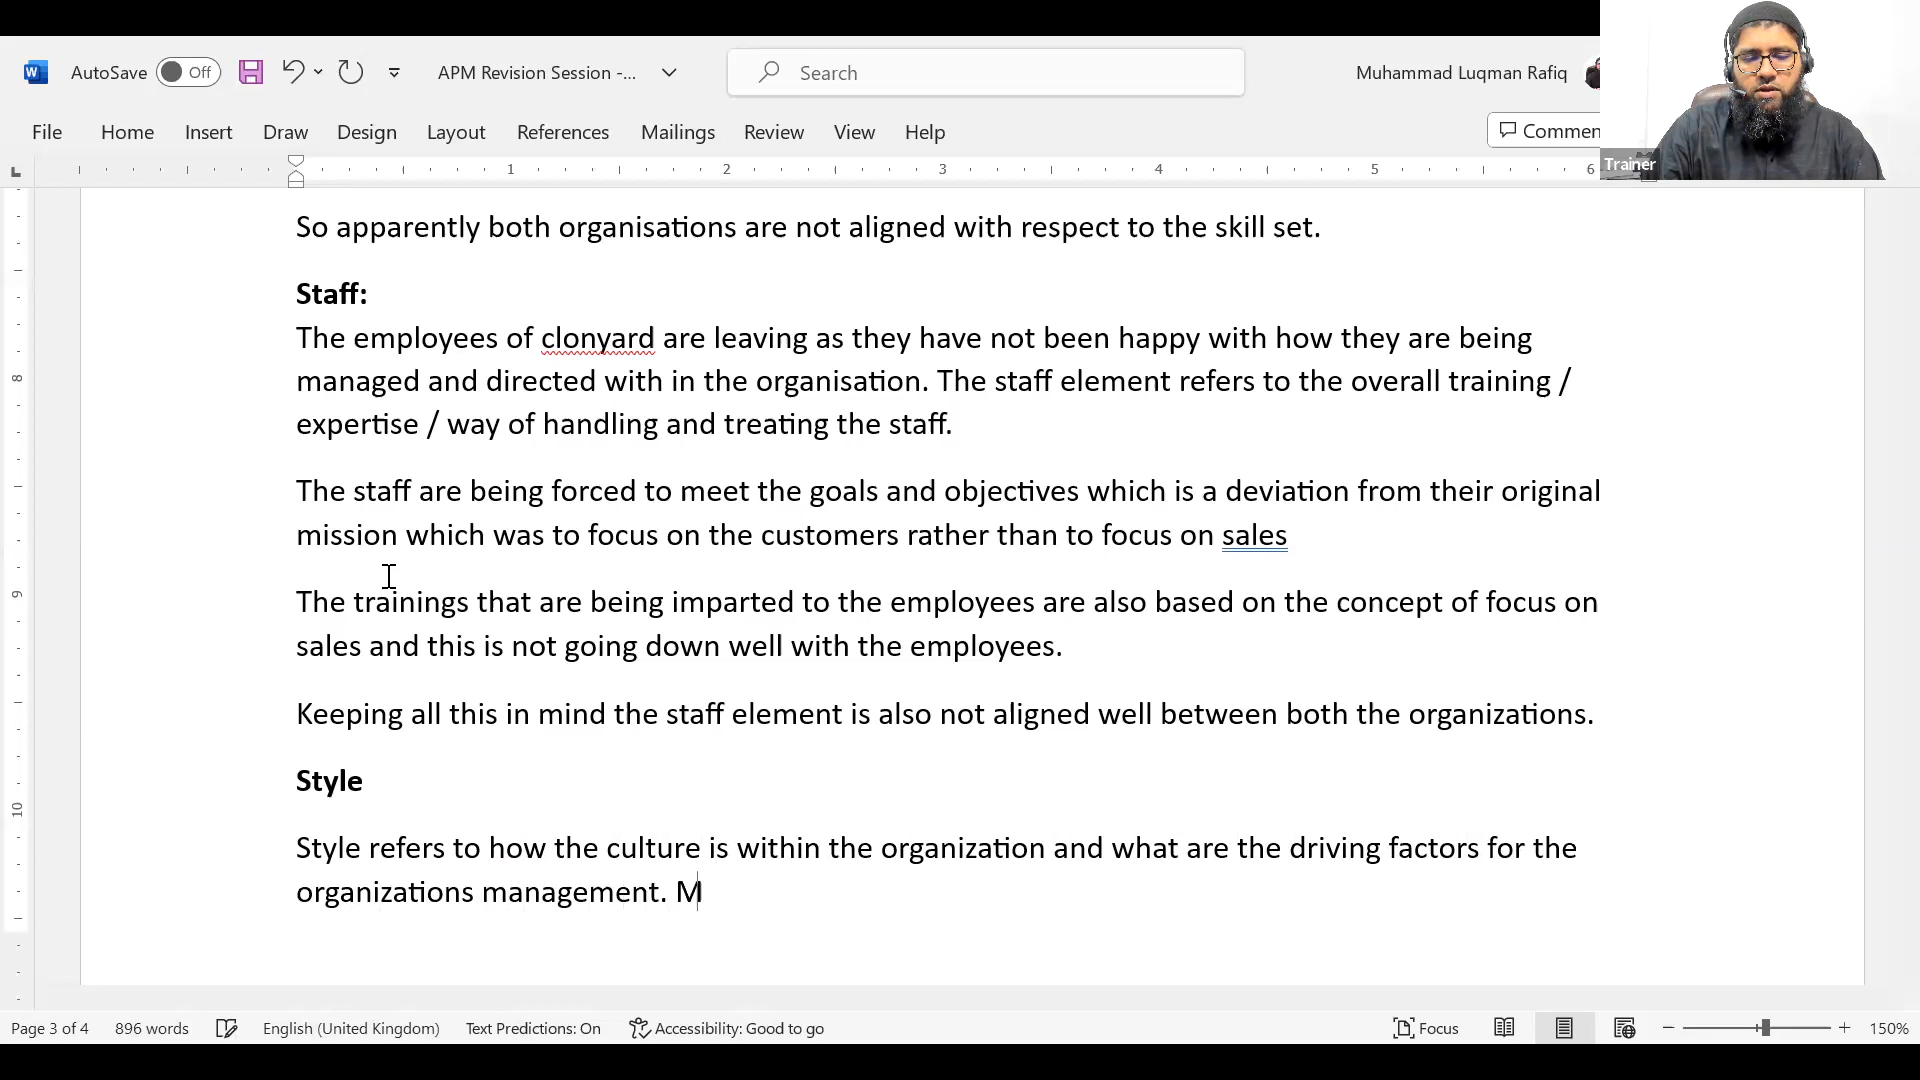 AutoSave Off APM Revision Session -... Search Muhammad Luqman Rafiq
File Home Insert Draw Design Layout References Mailings Review View Help Commen
Trainer
1 2 3 4 5 6
So apparently both organisations are not aligned with respect to the skill set.
Staff:
The employees of clonyard are leaving as they have not been happy with how they are being
managed and directed with in the organisation. The staff element refers to the overall training /
expertise / way of handling and treating the staff.
The staff are being forced to meet the goals and objectives which is a deviation from their original
mission which was to focus on the customers rather than to focus on sales
The trainings that are being imparted to the employees are also based on the concept of focus on
sales and this is not going down well with the employees.
Keeping all this in mind the staff element is also not aligned well between both the organizations.
Style
Style refers to how the culture is within the organization and what are the driving factors for the
organizations management. M
8
9
10
Page 3 of 4 896 words English (United Kingdom) Text Predictions: On Accessibility: Good to go Focus 150%